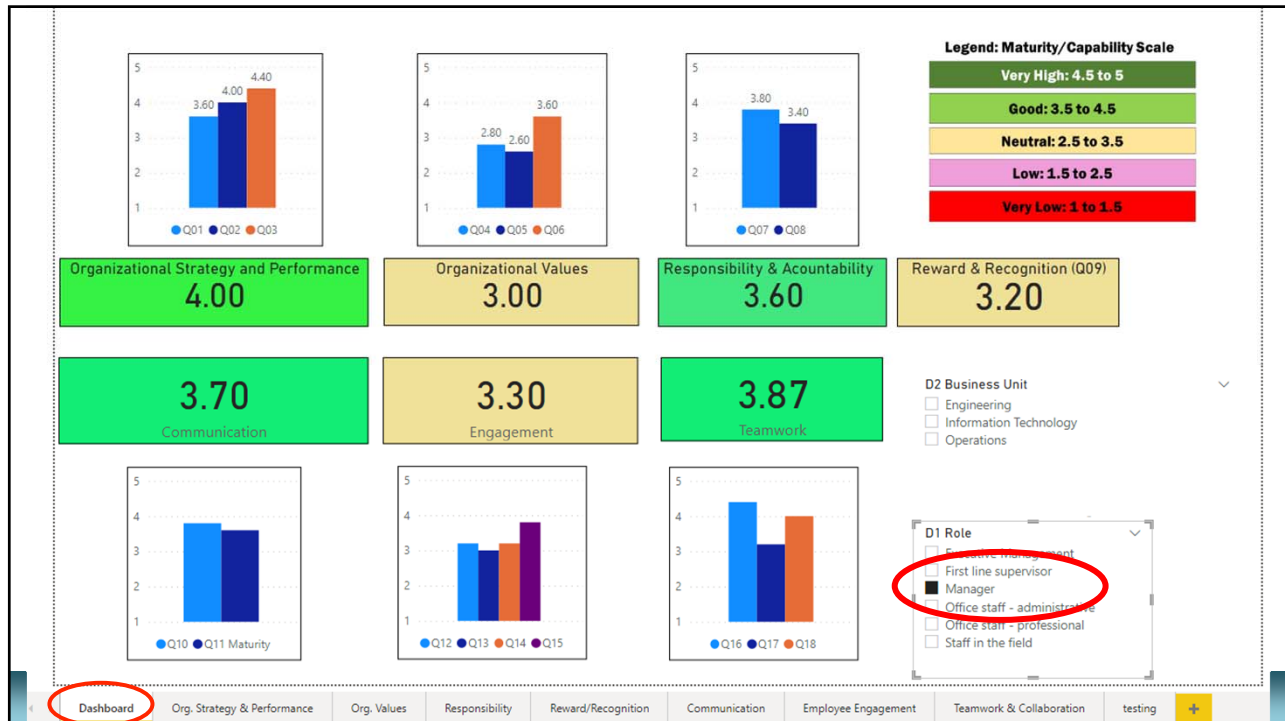 Legend: Maturity/Capability Scale
Very High: 4.5 to 5
Good: 3.5 to 4.5
Neutral: 2.5 to 3.5
Low: 1.5 to 2.5
Very Low: 1 to 1.5
5
4
3
2
1
3.60
4.00
4.40
Q01 Q02 Q03
5
4
3
2
1
2.80
2.60
3.60
Q04 Q05 Q06
5
4
3
2
1
3.80
3.40
Q07 Q08
Organizational Strategy and Performance
4.00
Organizational Values
3.00
Responsibility & Acountability
3.60
Reward & Recognition (Q09)
3.20
3.70
Communication
3.30
Engagement
3.87
Teamwork
D2 Business Unit
Engineering
Information Technology
Operations
5
4
3
2
1
Q10 Q11 Maturity
5
4
3
2
1
Q12 Q13 Q14 Q15
5
4
3
2
1
Q16 Q17 Q18
D1 Role
Executive Management
First line supervisor
Manager
Office staff - administrative
Office staff - professional
Staff in the field
Dashboard Org. Strategy & Performance Org. Values Responsibility Reward/Recognition Communication Employee Engagement Teamwork & Collaboration testing +